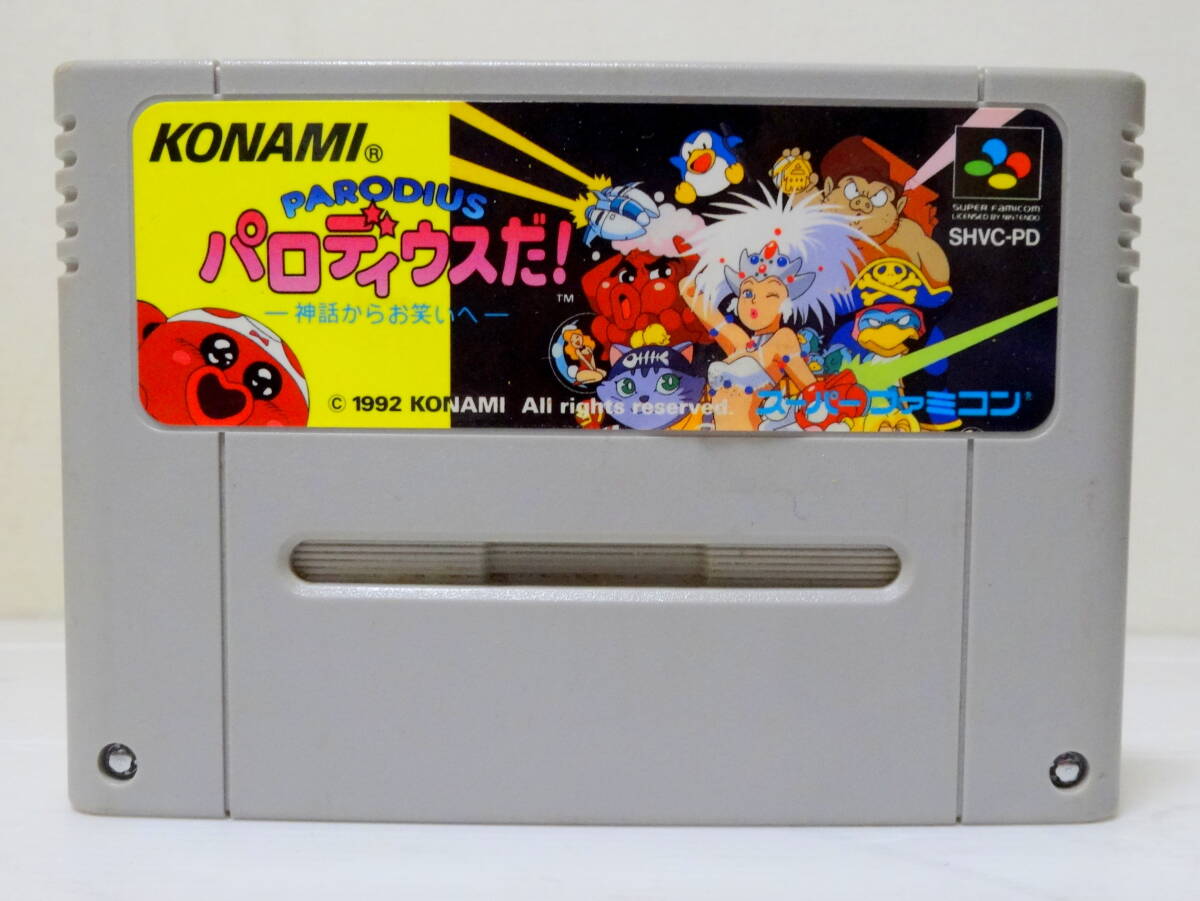 KONAMI®
PARODIUS
パロディウスだ!™
―神話からお笑いへ―
© 1992 KONAMI All rights reserved.
SUPER FAMICOM
LICENSED BY NINTENDO
SHVC-PD
スーパーファミコン